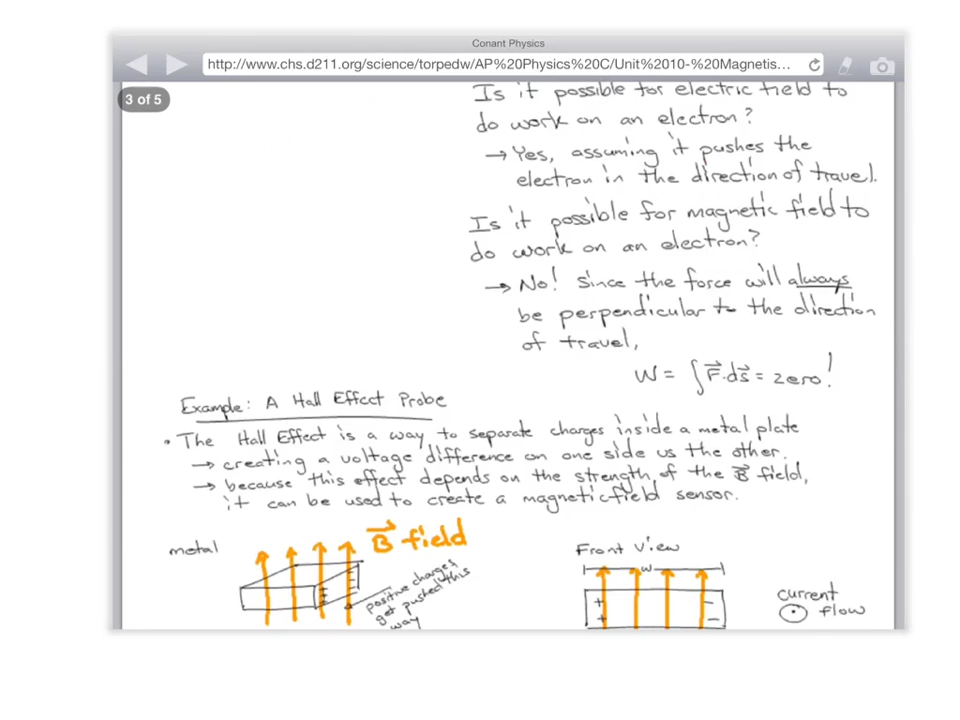 Conant Physics
http://www.chs.d211.org/science/torpedw/AP%20Physics%20C/Unit%2010-%20Magnetis...
3 of 5
Is it possible for electric field to
do work on an electron?
→ Yes, assuming it pushes the
electron in the direction of travel.
Is it possible for magnetic field to
do work on an electron?
→ No! Since the force will always
be perpendicular to the direction
of travel,
W = ∫F⃗·ds⃗ = zero!
Example: A Hall Effect Probe
• The Hall Effect is a way to separate charges inside a metal plate
→ creating a voltage difference on one side vs the other.
→ because this effect depends on the strength of the B⃗ field,
it can be used to create a magnetic field sensor.
metal
B⃗ field
positive charges
get pushed this
way
Front View
w
+ −
+ −
current
flow